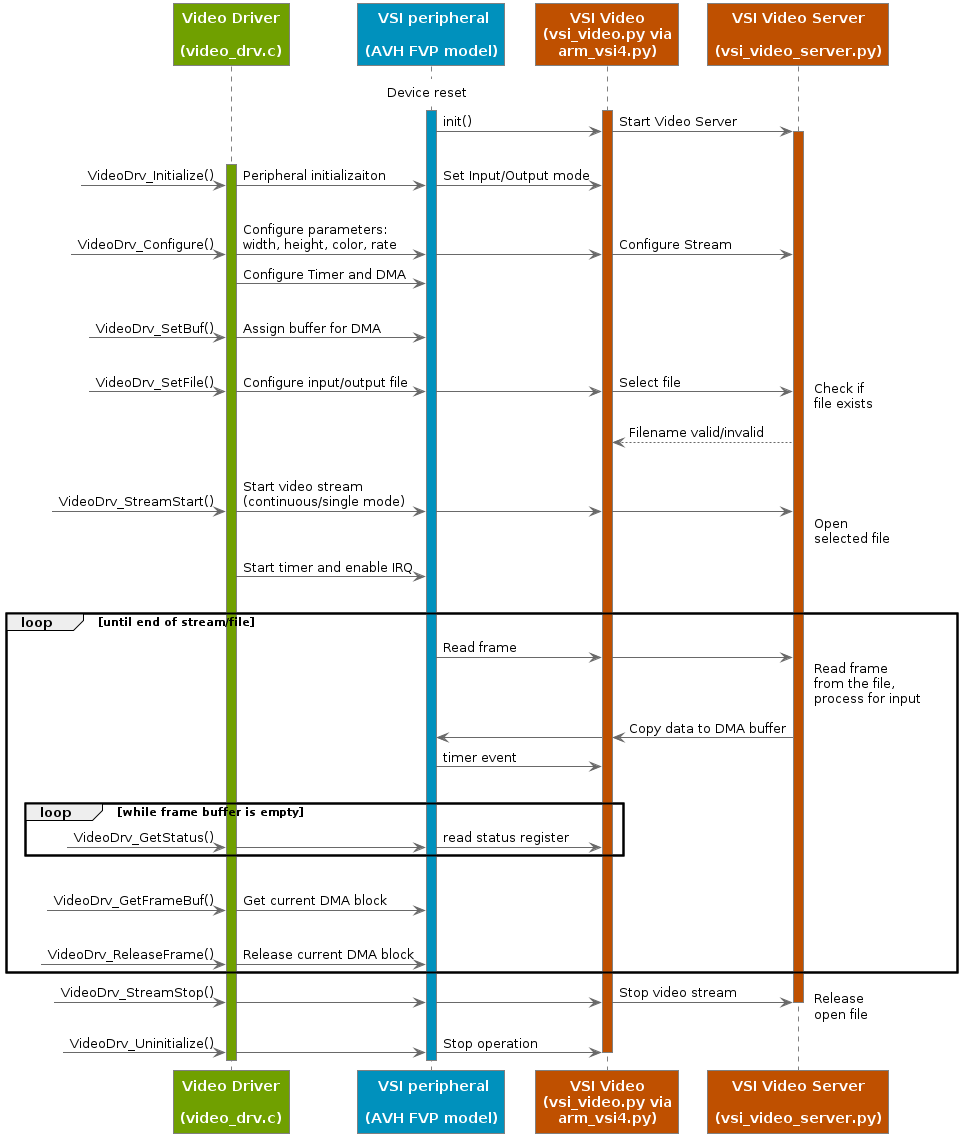 Video Driver
(video_drv.c)
VSI peripheral
(AVH FVP model)
VSI Video
(vsi_video.py via
arm_vsi4.py)
VSI Video Server
(vsi_video_server.py)
Device reset
init()
Start Video Server
VideoDrv_Initialize()
Peripheral initializaiton
Set Input/Output mode
Configure parameters:
VideoDrv_Configure()
width, height, color, rate
Configure Stream
Configure Timer and DMA
VideoDrv_SetBuf()
Assign buffer for DMA
VideoDrv_SetFile()
Configure input/output file
Select file
Check if
file exists
Filename valid/invalid
Start video stream
VideoDrv_StreamStart()
(continuous/single mode)
Open
selected file
Start timer and enable IRQ
loop
[until end of stream/file]
Read frame
Read frame
from the file,
process for input
Copy data to DMA buffer
timer event
loop
[while frame buffer is empty]
VideoDrv_GetStatus()
read status register
VideoDrv_GetFrameBuf()
Get current DMA block
VideoDrv_ReleaseFrame()
Release current DMA block
VideoDrv_StreamStop()
Stop video stream
Release
open file
VideoDrv_Uninitialize()
Stop operation
Video Driver
(video_drv.c)
VSI peripheral
(AVH FVP model)
VSI Video
(vsi_video.py via
arm_vsi4.py)
VSI Video Server
(vsi_video_server.py)